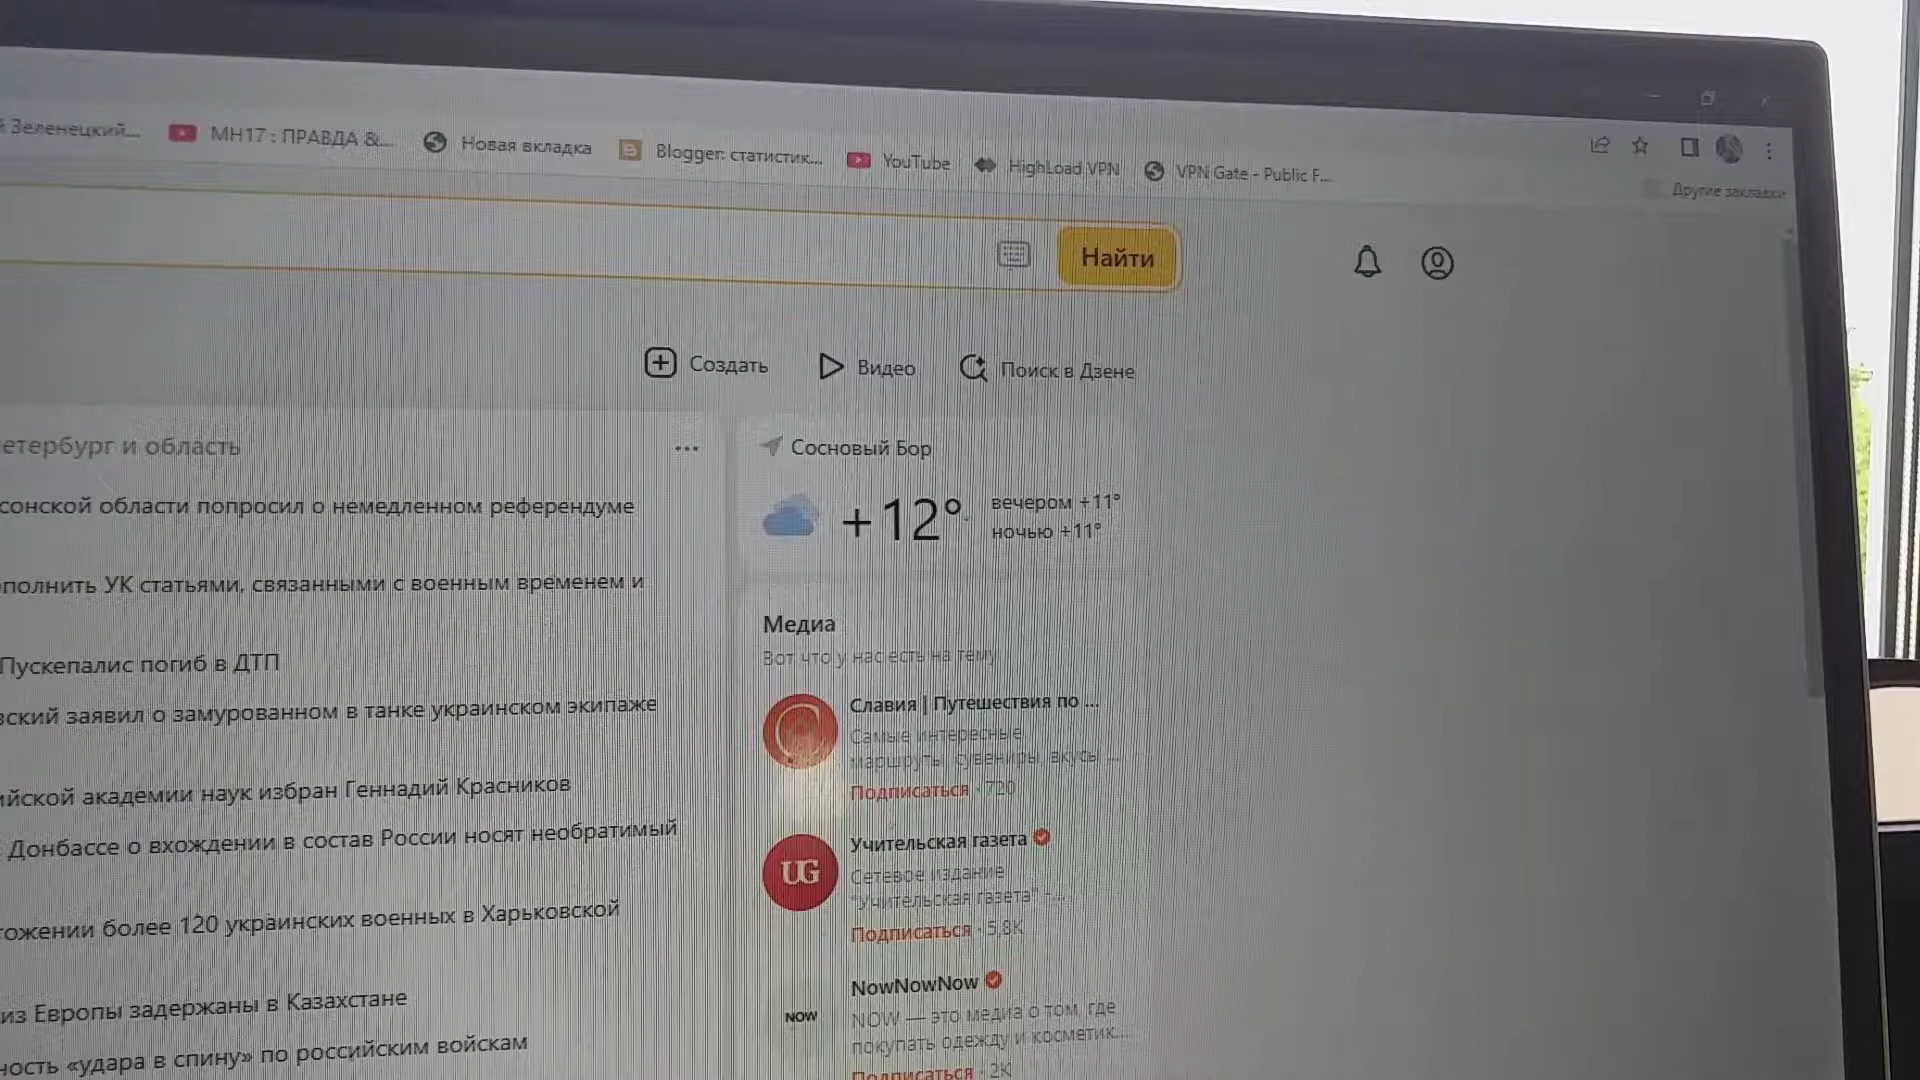 Зеленецкий... МН17 : ПРАВДА &... Новая вкладка Blogger: статистик... YouTube HighLoad VPN VPN Gate - Public F...
Другие закладки
Найти
Создать Видео Поиск в Дзене
етербург и область
сонской области попросил о немедленном референдуме
полнить УК статьями, связанными с военным временем и
Пускепалис погиб в ДТП
вский заявил о замурованном в танке украинском экипаже
ийской академии наук избран Геннадий Красников
Донбассе о вхождении в состав России носят необратимый
тожении более 120 украинских военных в Харьковской
из Европы задержаны в Казахстане
ность «удара в спину» по российским войскам
Сосновый Бор
+12°
вечером +11°
ночью +11°
Медиа
Вот что у нас есть на тему
Славия | Путешествия по ...
Самые интересные
маршруты, сувениры, вкусы ...
Подписаться · 720
UG
Учительская газета
Сетевое издание
"Учительская газета" -...
Подписаться · 5,8K
NOW
NowNowNow
NOW — это медиа о том, где
покупать одежду и косметик...
Подписаться · 2K